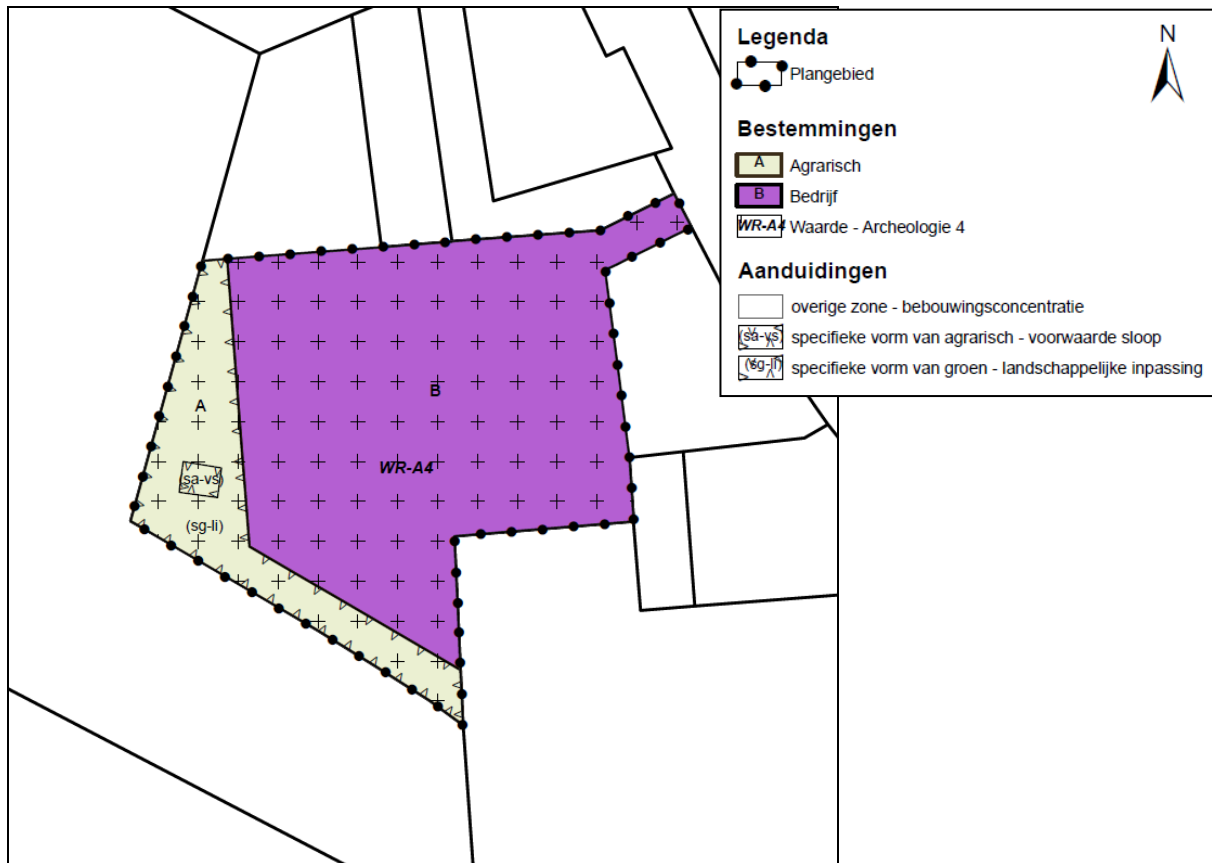 Legenda
N
Plangebied
Bestemmingen
A Agrarisch
B Bedrijf
WR-A4 Waarde - Archeologie 4
Aanduidingen
overige zone - bebouwingsconcentratie
(sa-vs) specifieke vorm van agrarisch - voorwaarde sloop
(sg-li) specifieke vorm van groen - landschappelijke inpassing
B
A
WR-A4
(sa-vs)
(sg-li)